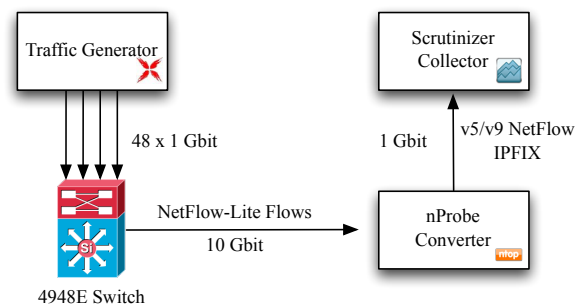 Traffic Generator
Scrutinizer
Collector
48 x 1 Gbit
1 Gbit
v5/v9 NetFlow
IPFIX
NetFlow-Lite Flows
10 Gbit
nProbe
Converter
ntop
Si
4948E Switch